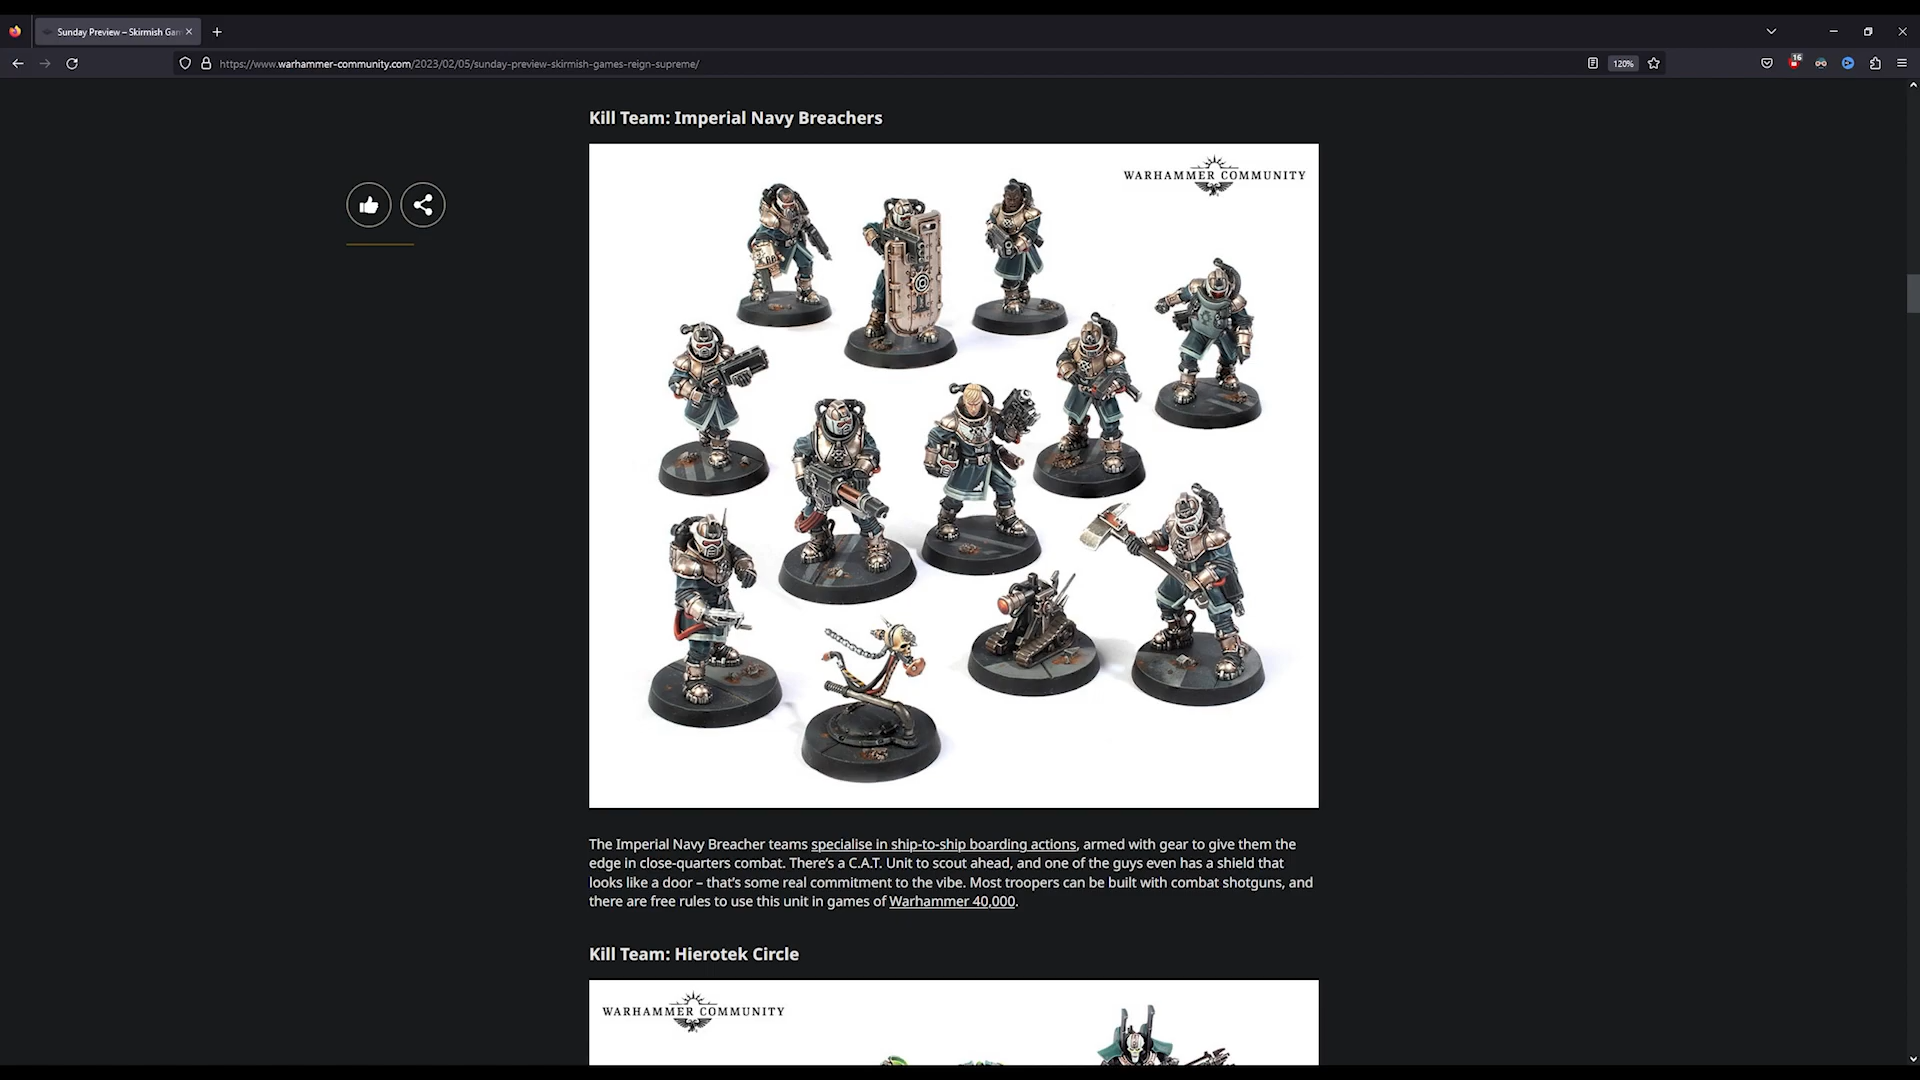 Sunday Preview – Skirmish Gam
https://www.warhammer-community.com/2023/02/05/sunday-preview-skirmish-games-reign-supreme/
120%
16
Kill Team: Imperial Navy Breachers
WARHAMMER COMMUNITY
The Imperial Navy Breacher teams specialise in ship-to-ship boarding actions, armed with gear to give them the
edge in close-quarters combat. There’s a C.A.T. Unit to scout ahead, and one of the guys even has a shield that
looks like a door – that’s some real commitment to the vibe. Most troopers can be built with combat shotguns, and
there are free rules to use this unit in games of Warhammer 40,000.
Kill Team: Hierotek Circle
WARHAMMER COMMUNITY